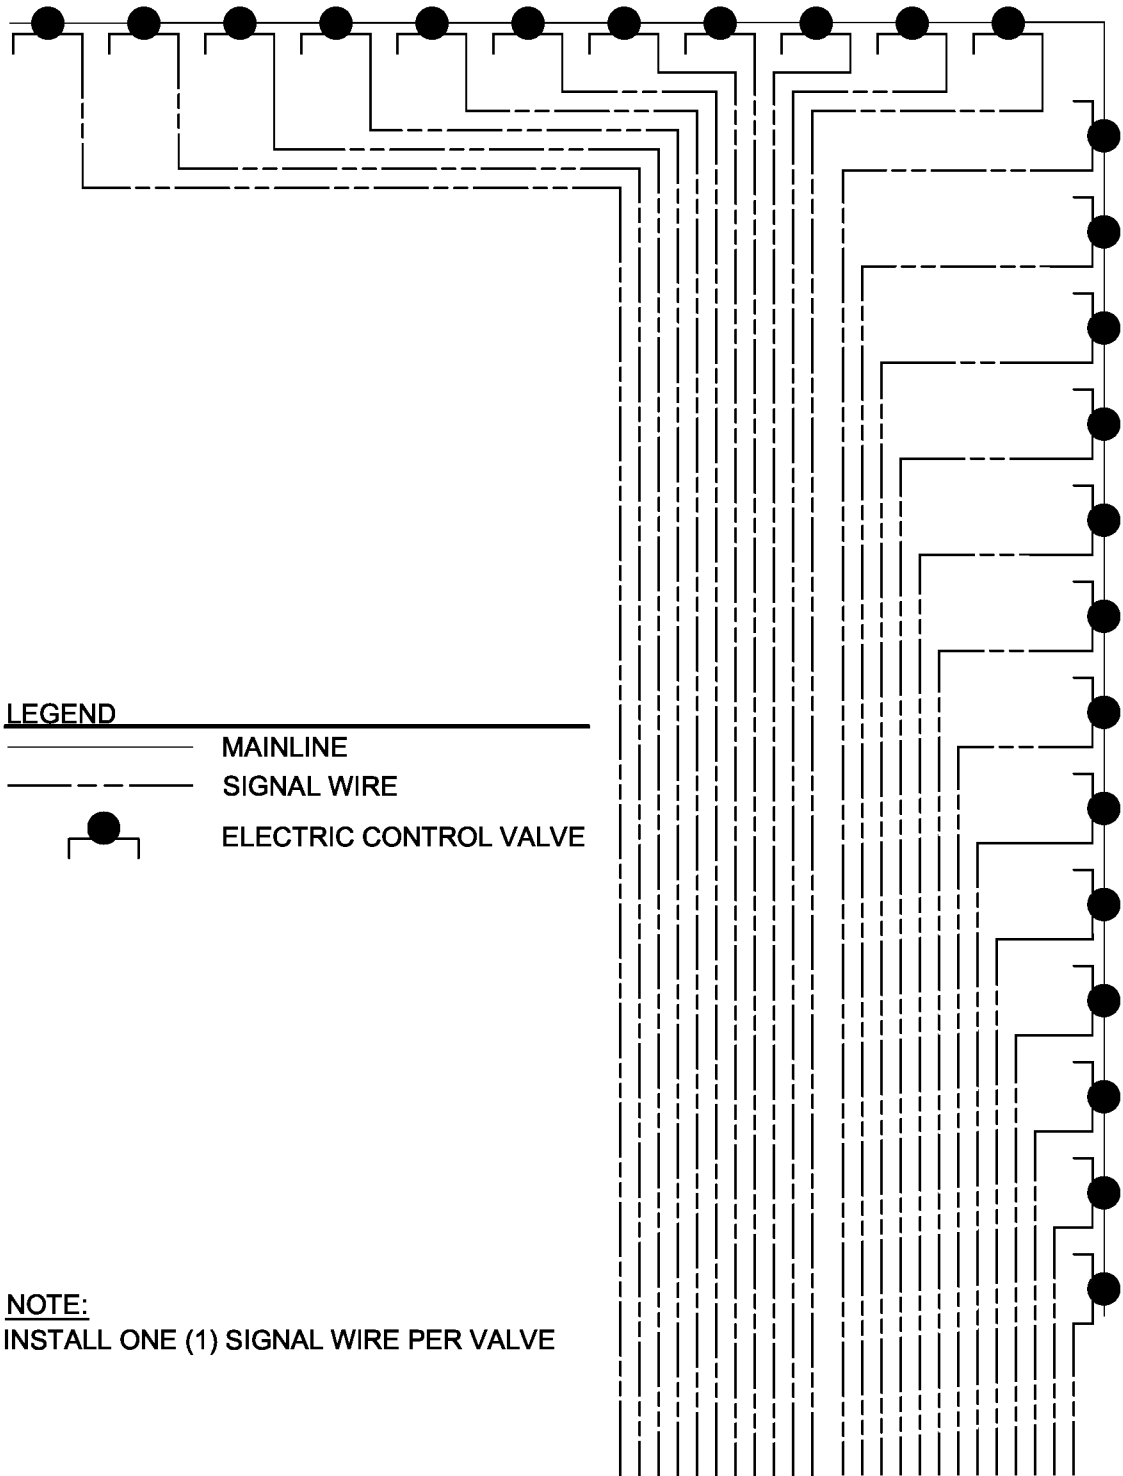 LEGEND
MAINLINE
SIGNAL WIRE
ELECTRIC CONTROL VALVE
NOTE:
INSTALL ONE (1) SIGNAL WIRE PER VALVE